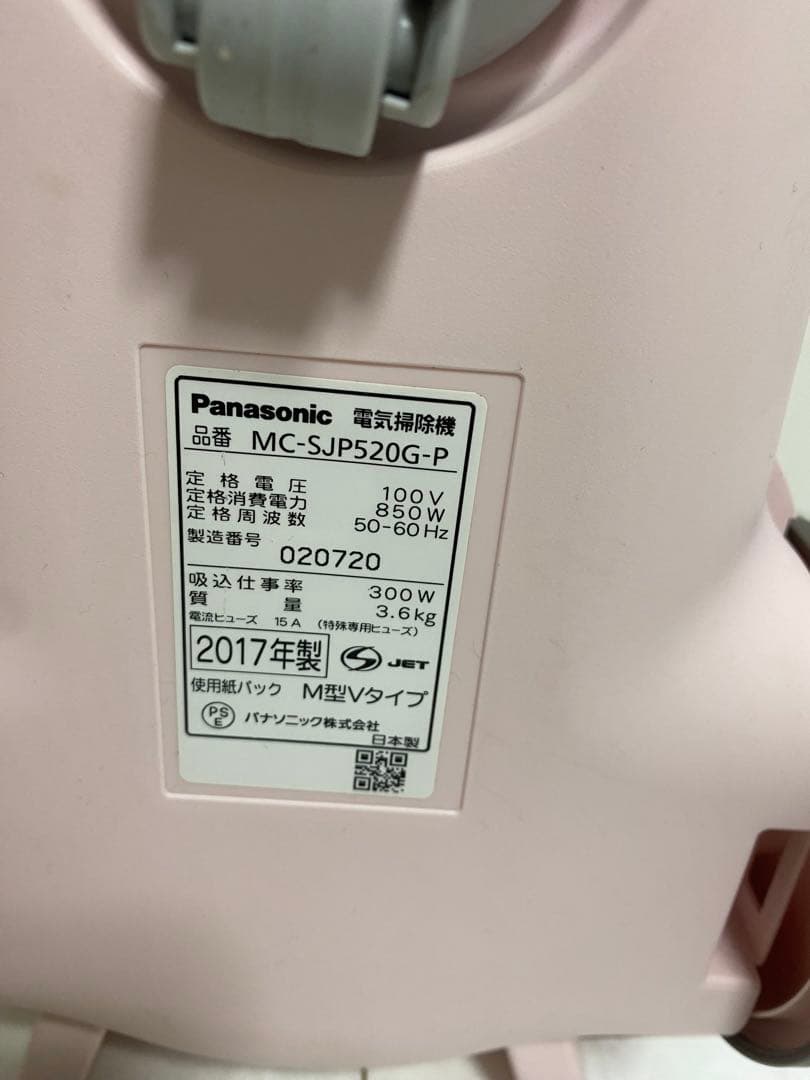 Panasonic 電気掃除機
品番 MC-SJP520G-P
定格電圧 100V
定格消費電力 850W
定格周波数 50-60Hz
製造番号
020720
吸込仕事率 300W
質量 3.6kg
電流ヒューズ 15A (特殊専用ヒューズ)
2017年製 S JET
使用紙パック M型Vタイプ
PSE パナソニック株式会社
日本製